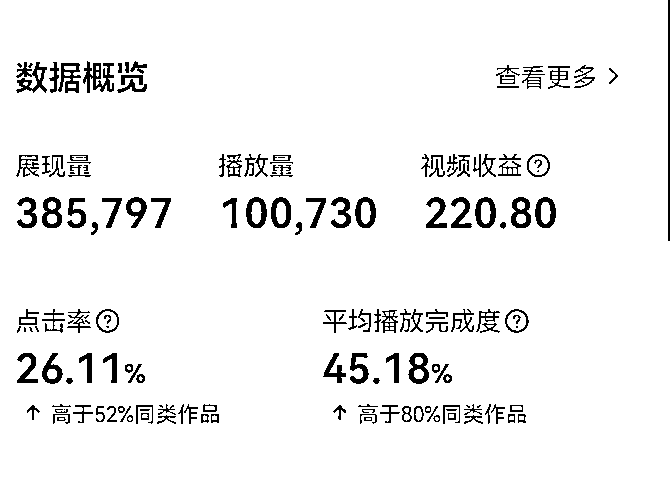 数据概览 查看更多 >
展现量 播放量 视频收益?
385,797 100,730 220.80
点击率? 平均播放完成度?
26.11% 45.18%
↑ 高于52%同类作品 ↑ 高于80%同类作品